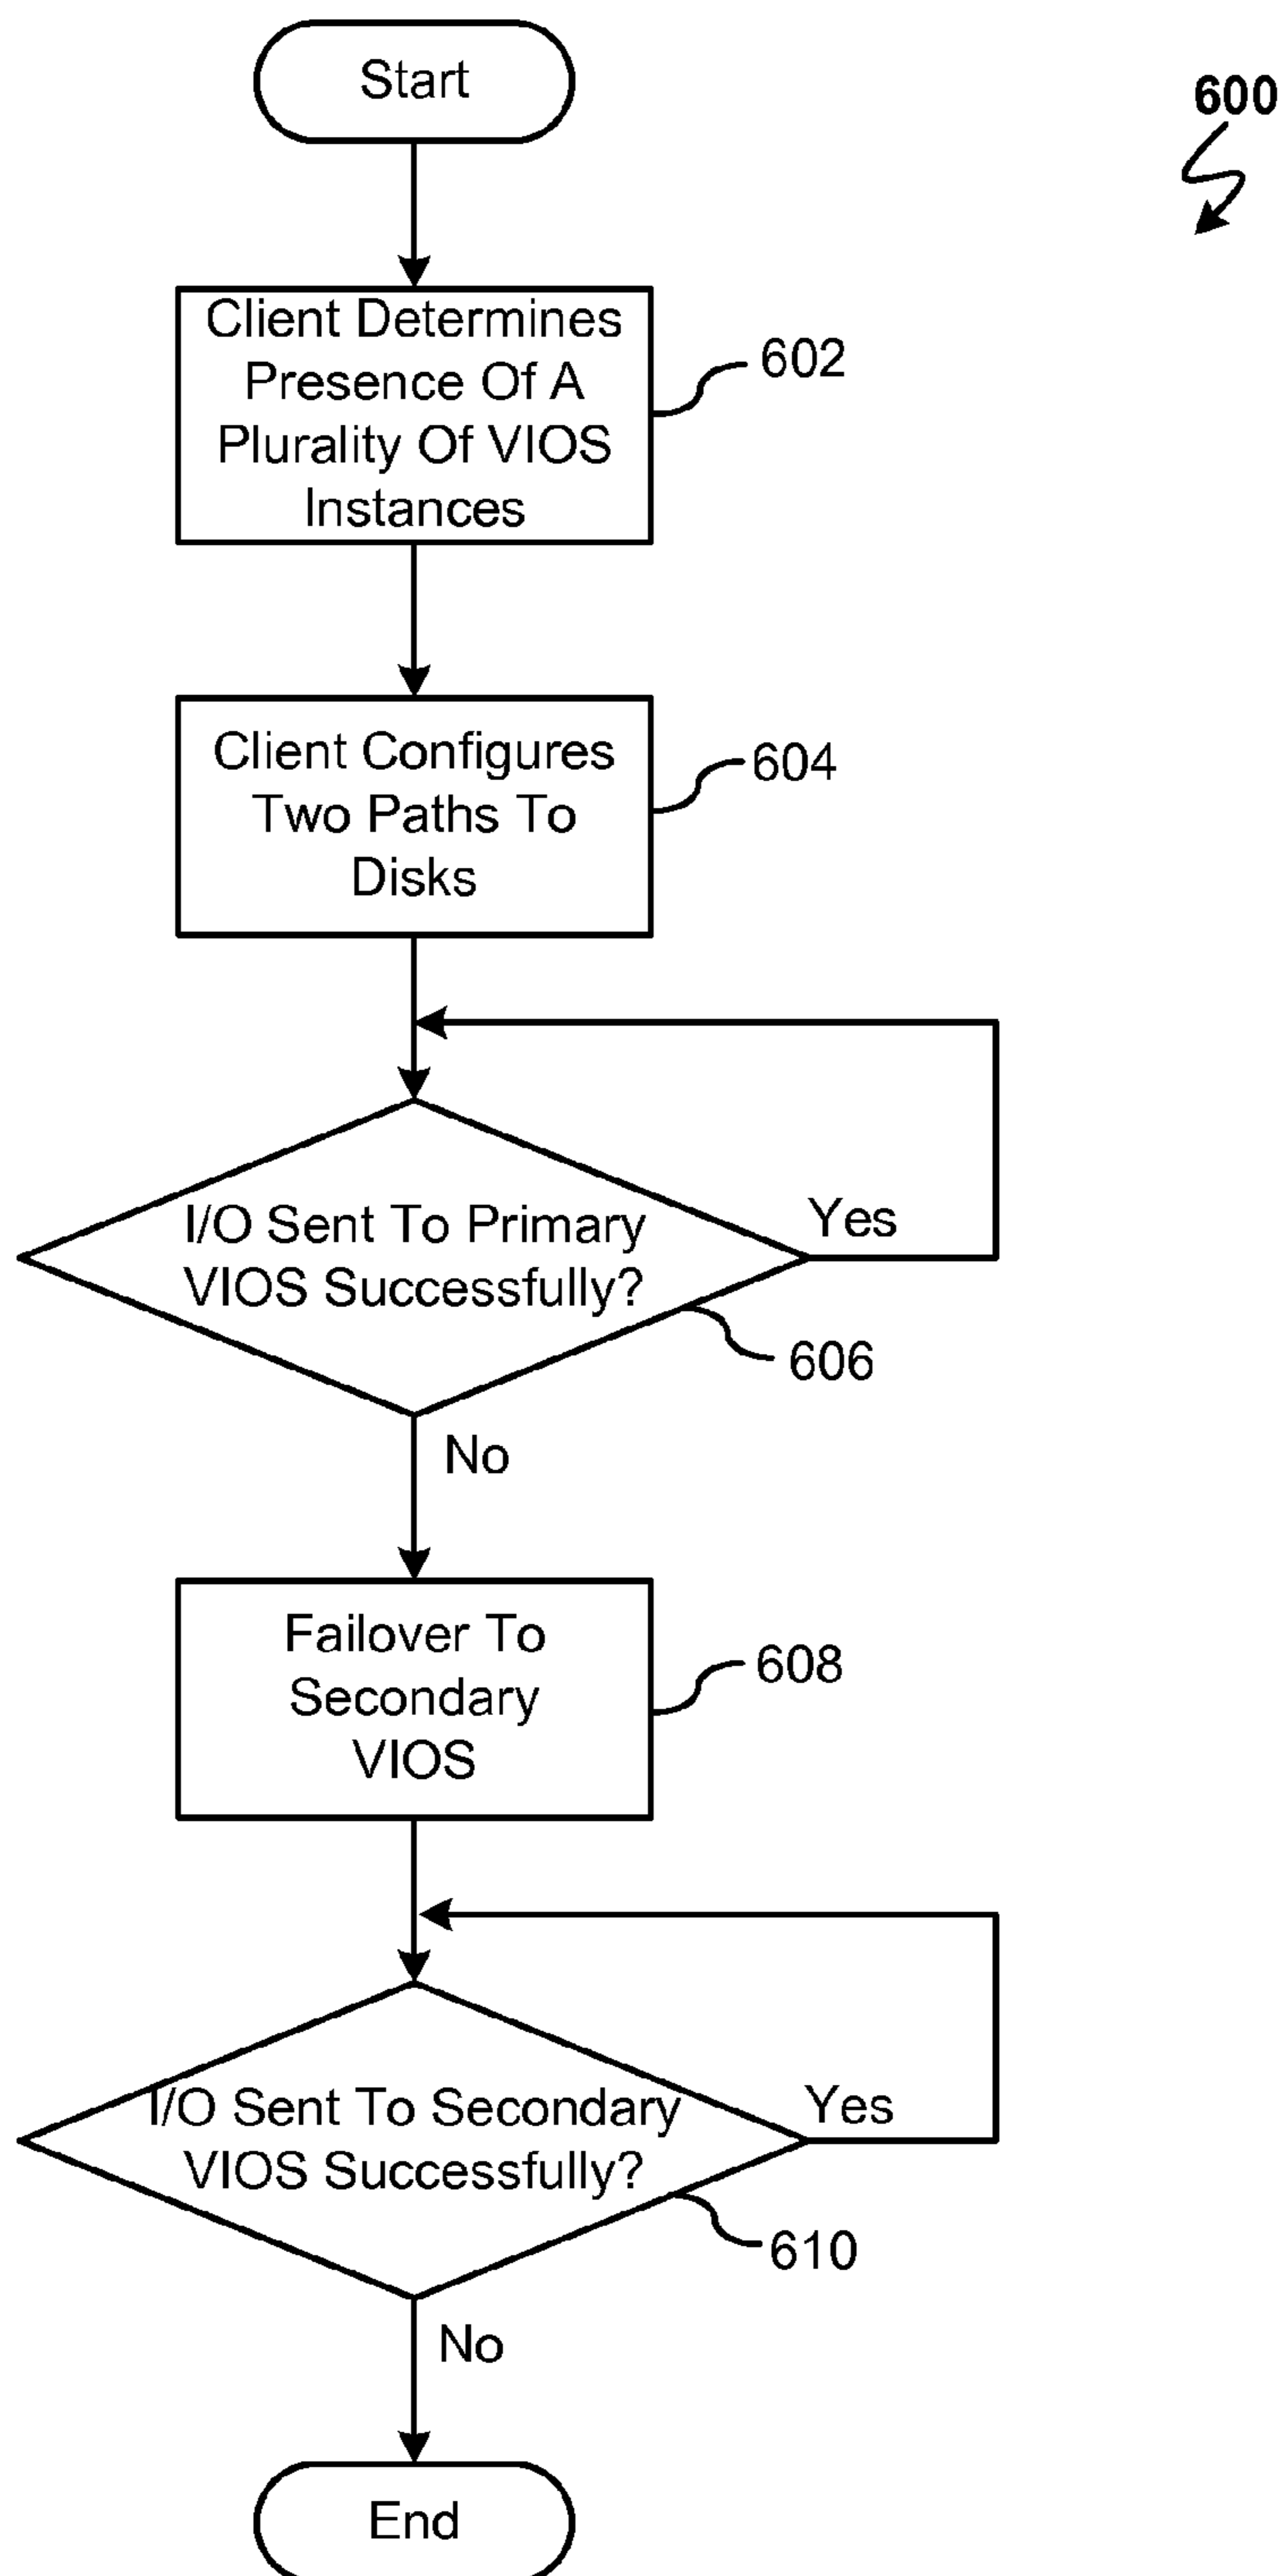 Start
600
Client Determines
Presence Of A
Plurality Of VIOS
Instances
602
Client Configures
Two Paths To
Disks
604
I/O Sent To Primary
VIOS Successfully?
Yes
606
No
Failover To
Secondary
VIOS
608
I/O Sent To Secondary
VIOS Successfully?
Yes
610
No
End